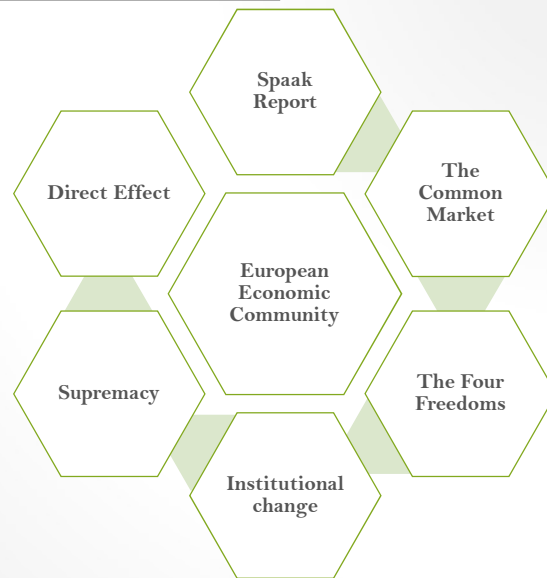 Spaak
Report
The
Common
Market
The Four
Freedoms
Institutional
change
Supremacy
Direct Effect
European
Economic
Community